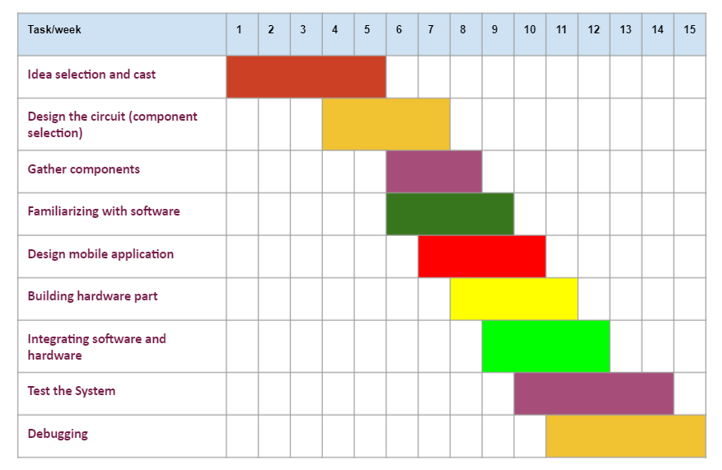 Task/week 1 2 3 4 5 6 7 8 9 10 11 12 13 14 15
Idea selection and cast
Design the circuit (component
selection)
Gather components
Familiarizing with software
Design mobile application
Building hardware part
Integrating software and
hardware
Test the System
Debugging